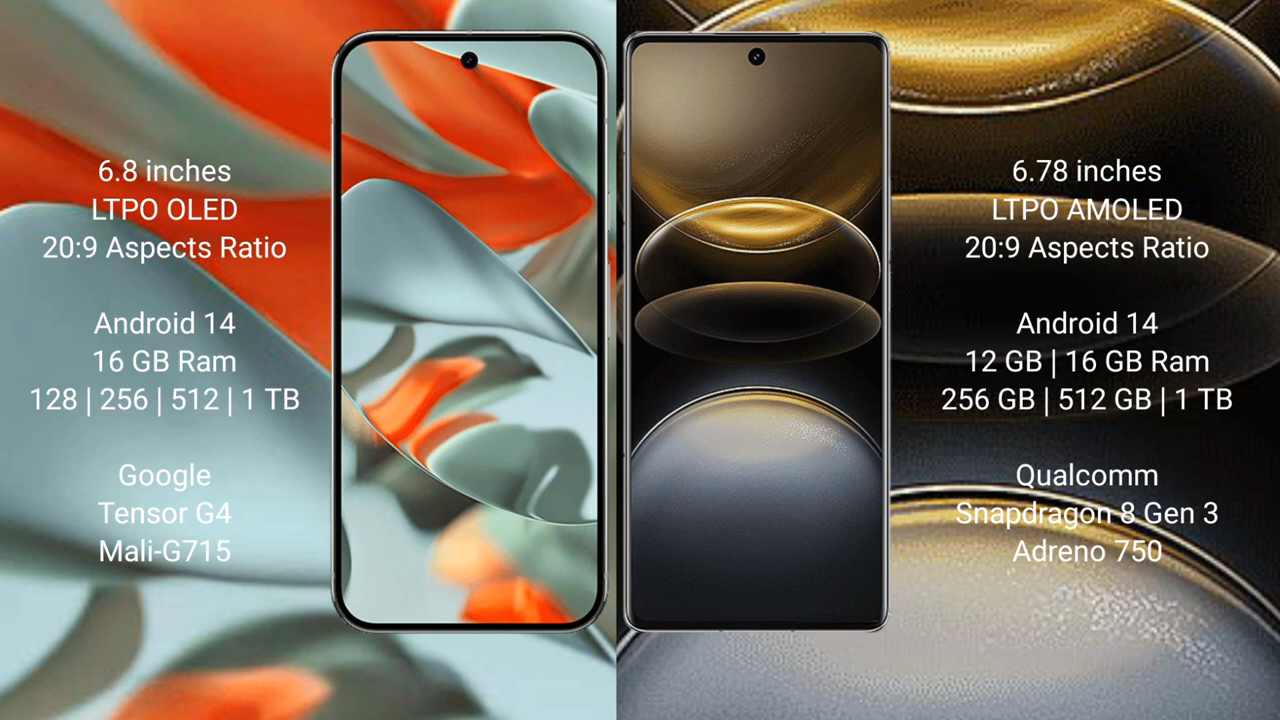 6.8 inches
LTPO OLED
20:9 Aspects Ratio
Android 14
16 GB Ram
128 | 256 | 512 | 1 TB
Google
Tensor G4
Mali-G715
6.78 inches
LTPO AMOLED
20:9 Aspects Ratio
Android 14
12 GB | 16 GB Ram
256 GB | 512 GB | 1 TB
Qualcomm
Snapdragon 8 Gen 3
Adreno 750